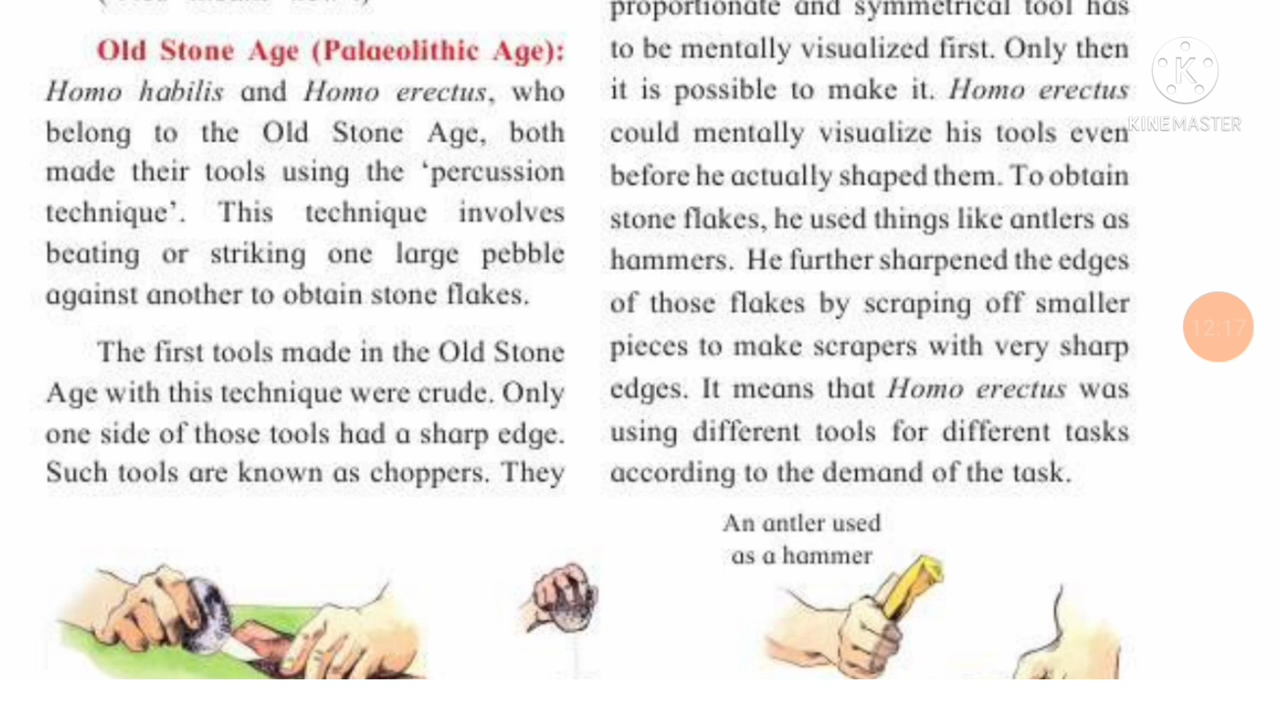 Old Stone Age (Palaeolithic Age):
Homo habilis and Homo erectus, who
belong to the Old Stone Age, both
made their tools using the ‘percussion
technique’. This technique involves
beating or striking one large pebble
against another to obtain stone flakes.
The first tools made in the Old Stone
Age with this technique were crude. Only
one side of those tools had a sharp edge.
Such tools are known as choppers. They
proportionate and symmetrical tool has
to be mentally visualized first. Only then
it is possible to make it. Homo erectus
could mentally visualize his tools even
before he actually shaped them. To obtain
stone flakes, he used things like antlers as
hammers. He further sharpened the edges
of those flakes by scraping off smaller
pieces to make scrapers with very sharp
edges. It means that Homo erectus was
using different tools for different tasks
according to the demand of the task.
An antler used
as a hammer
K
KINEMASTER
12:17